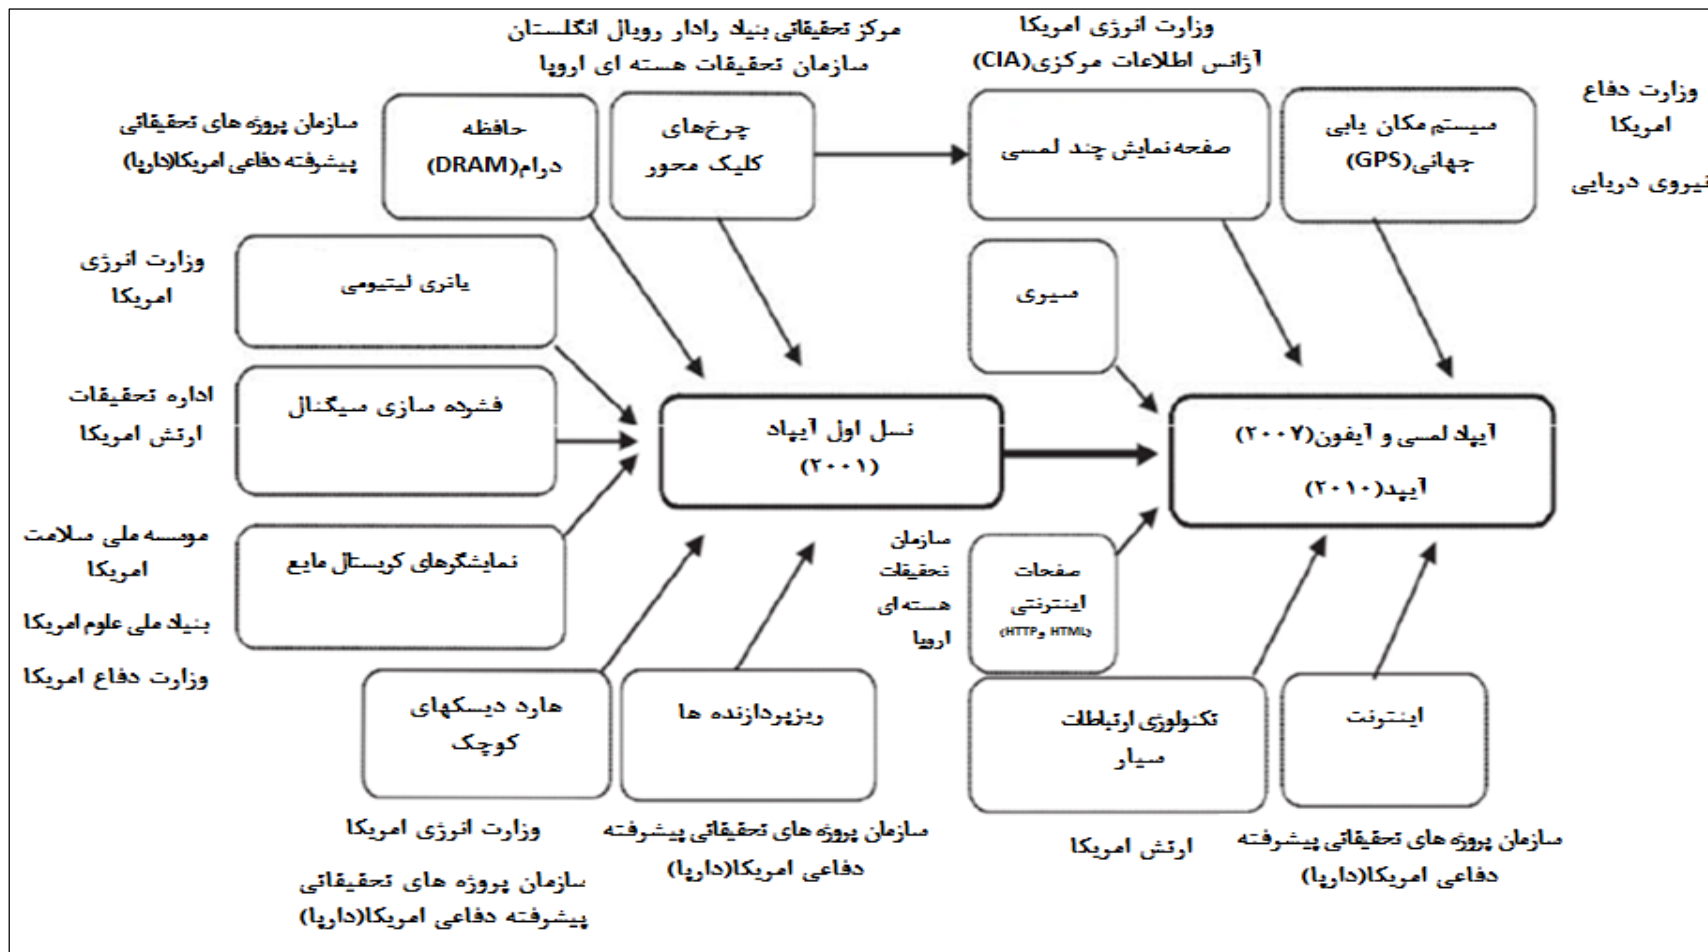 مرکز تحقیقاتی بنیاد رادار رویال انگلستان
سازمان تحقیقات هسته ای اروپا
وزارت انرژی امریکا
آژانس اطلاعات مرکزی(CIA)
وزارت دفاع
امریکا
نیروی دریایی
سیستم مکان یابی
جهانی(GPS)
صفحه نمایش چند لمسی
چرخ‌های
کلیک محور
حافظه
درام(DRAM)
سازمان پروژه های تحقیقاتی
پیشرفته دفاعی امریکا(دارپا)
وزارت انرژی
امریکا
باتری لیتیومی
سیری
اداره تحقیقات
ارتش امریکا
فشرده سازی سیگنال
نسل اول آیپاد
(۲۰۰۱)
آیپاد لمسی و آیفون(۲۰۰۷)
آیپد(۲۰۱۰)
موسسه ملی سلامت
امریکا
بنیاد ملی علوم امریکا
وزارت دفاع امریکا
نمایشگرهای کریستال مایع
سازمان
تحقیقات
هسته ای
اروپا
صفحات
اینترنتی
(HTTP و HTML)
هارد دیسکهای
کوچک
ریزپردازنده ها
تکنولوژی ارتباطات
سیار
اینترنت
وزارت انرژی امریکا
سازمان پروژه های تحقیقاتی
پیشرفته دفاعی امریکا(دارپا)
سازمان پروژه های تحقیقاتی پیشرفته
دفاعی امریکا(دارپا)
ارتش امریکا
سازمان پروژه های تحقیقاتی پیشرفته
دفاعی امریکا(دارپا)